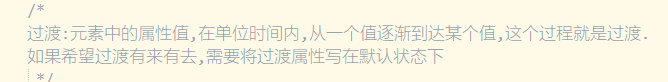 /*
过渡:元素中的属性值,在单位时间内,从一个值逐渐到达某个值,这个过程就是过渡.
如果希望过渡有来有去,需要将过渡属性写在默认状态下
*/